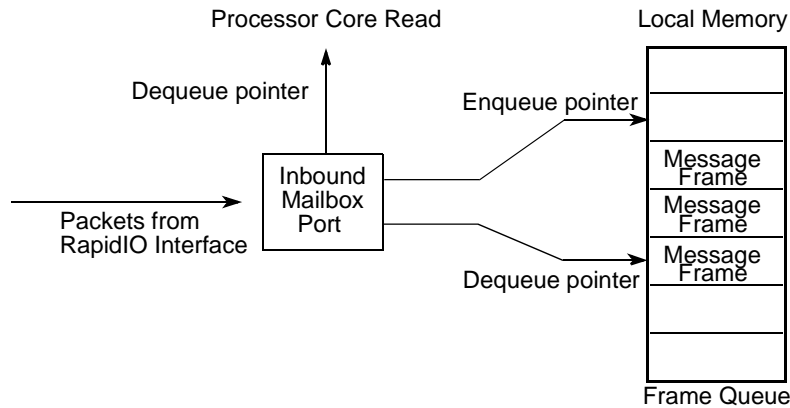 Processor Core Read
Local Memory
Dequeue pointer
Enqueue pointer
Inbound
Mailbox
Port
Message
Frame
Message
Frame
Message
Frame
Packets from
RapidIO Interface
Dequeue pointer
Frame Queue